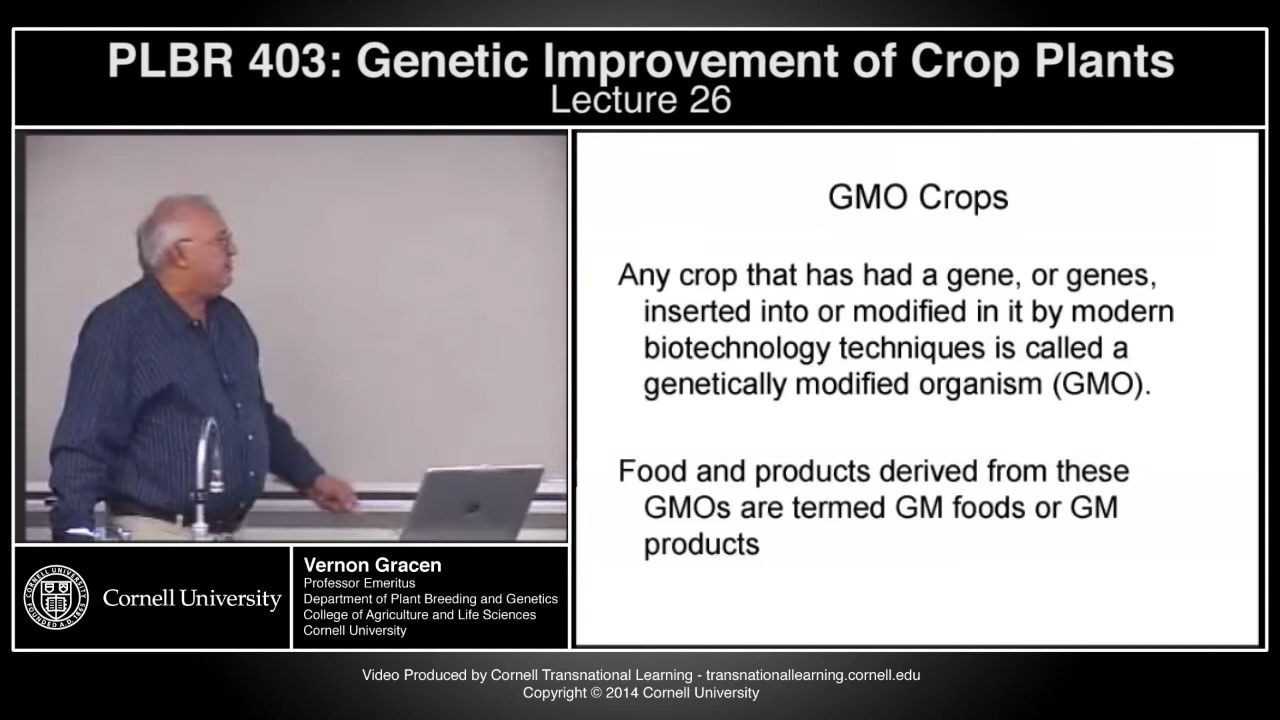 PLBR 403: Genetic Improvement of Crop Plants
Lecture 26
GMO Crops
Any crop that has had a gene, or genes,
inserted into or modified in it by modern
biotechnology techniques is called a
genetically modified organism (GMO).
Food and products derived from these
GMOs are termed GM foods or GM
products
CORNELL UNIVERSITY
FOUNDED A.D. 1865
Cornell University
Vernon Gracen
Professor Emeritus
Department of Plant Breeding and Genetics
College of Agriculture and Life Sciences
Cornell University
Video Produced by Cornell Transnational Learning - transnationallearning.cornell.edu
Copyright © 2014 Cornell University